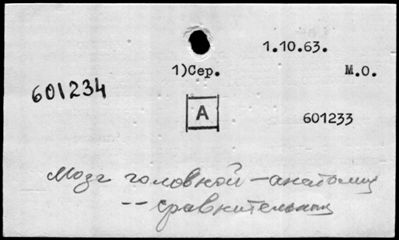 1.10.63.
1)Сер. М.О.
601234
А
601233
Мозг головной - анатомия
-- сравнительная